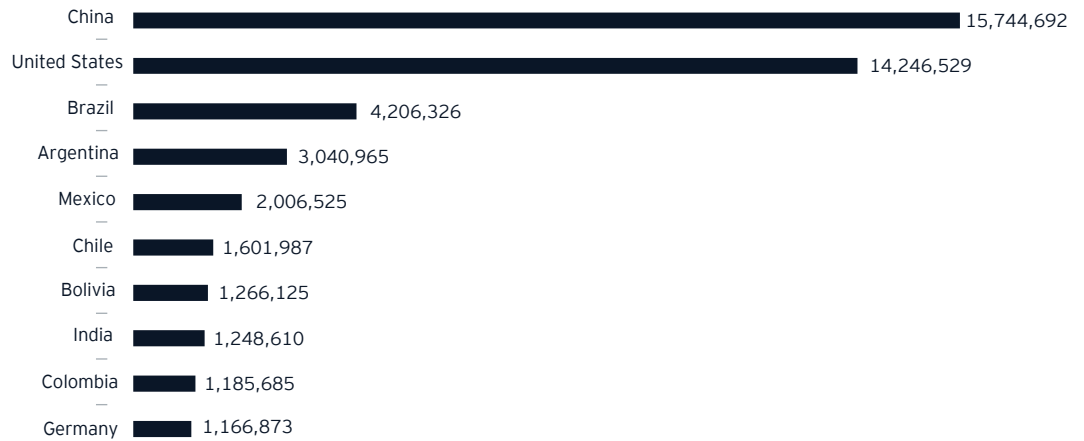 China 15,744,692
United States 14,246,529
Brazil 4,206,326
Argentina 3,040,965
Mexico 2,006,525
Chile 1,601,987
Bolivia 1,266,125
India 1,248,610
Colombia 1,185,685
Germany 1,166,873